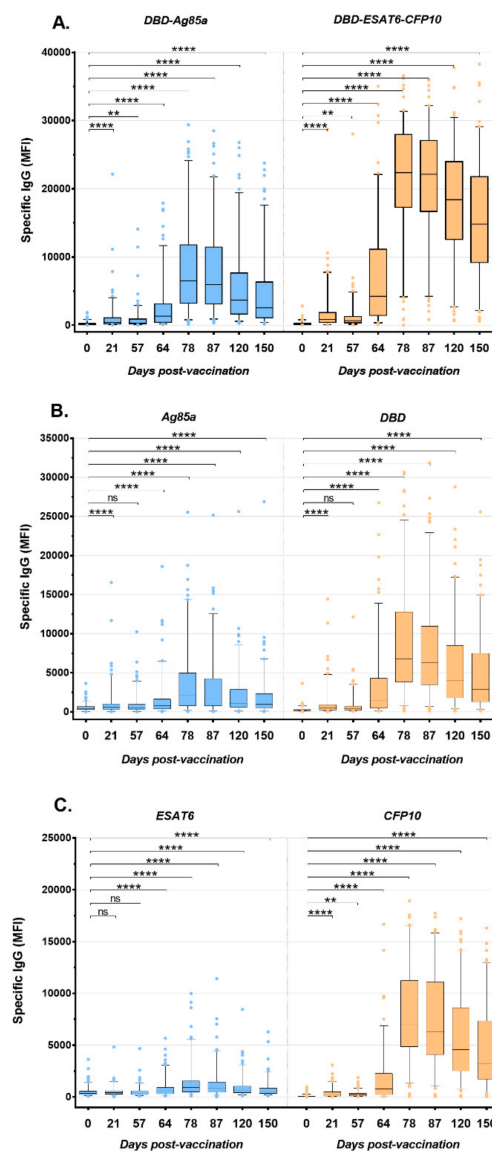 A.
DBD-Ag85a DBD-ESAT6-CFP10
Specific IgG (MFI)
40000
30000
20000
10000
0
**** ****
**** ****
**** ****
**** ****
**** ****
** **
**** ****
0 21 57 64 78 87 120 150 0 21 57 64 78 87 120 150
Days post-vaccination Days post-vaccination
B.
Ag85a DBD
Specific IgG (MFI)
35000
30000
25000
20000
15000
10000
5000
0
**** ****
**** ****
**** ****
**** ****
**** ****
ns ns
**** ****
0 21 57 64 78 87 120 150 0 21 57 64 78 87 120 150
Days post-vaccination Days post-vaccination
C.
ESAT6 CFP10
Specific IgG (MFI)
25000
20000
15000
10000
5000
0
**** ****
**** ****
**** ****
**** ****
**** ****
ns **
ns ****
0 21 57 64 78 87 120 150 0 21 57 64 78 87 120 150
Days post-vaccination Days post-vaccination